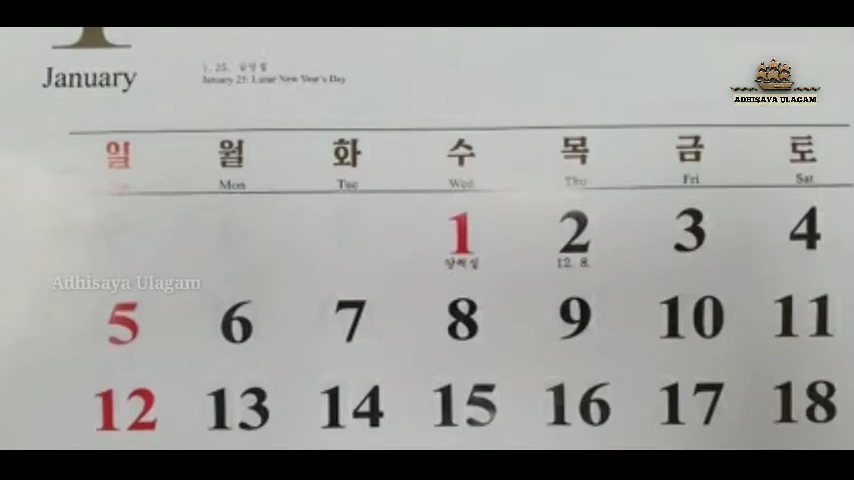 ADHISAYA ULAGAM
January
January 25: Lunar New Year's Day
일 월 화 수 목 금 토
Mon Tue Wed Thu Fri Sat
1 2 3 4
12. 8.
Adhisaya Ulagam
5 6 7 8 9 10 11
12 13 14 15 16 17 18